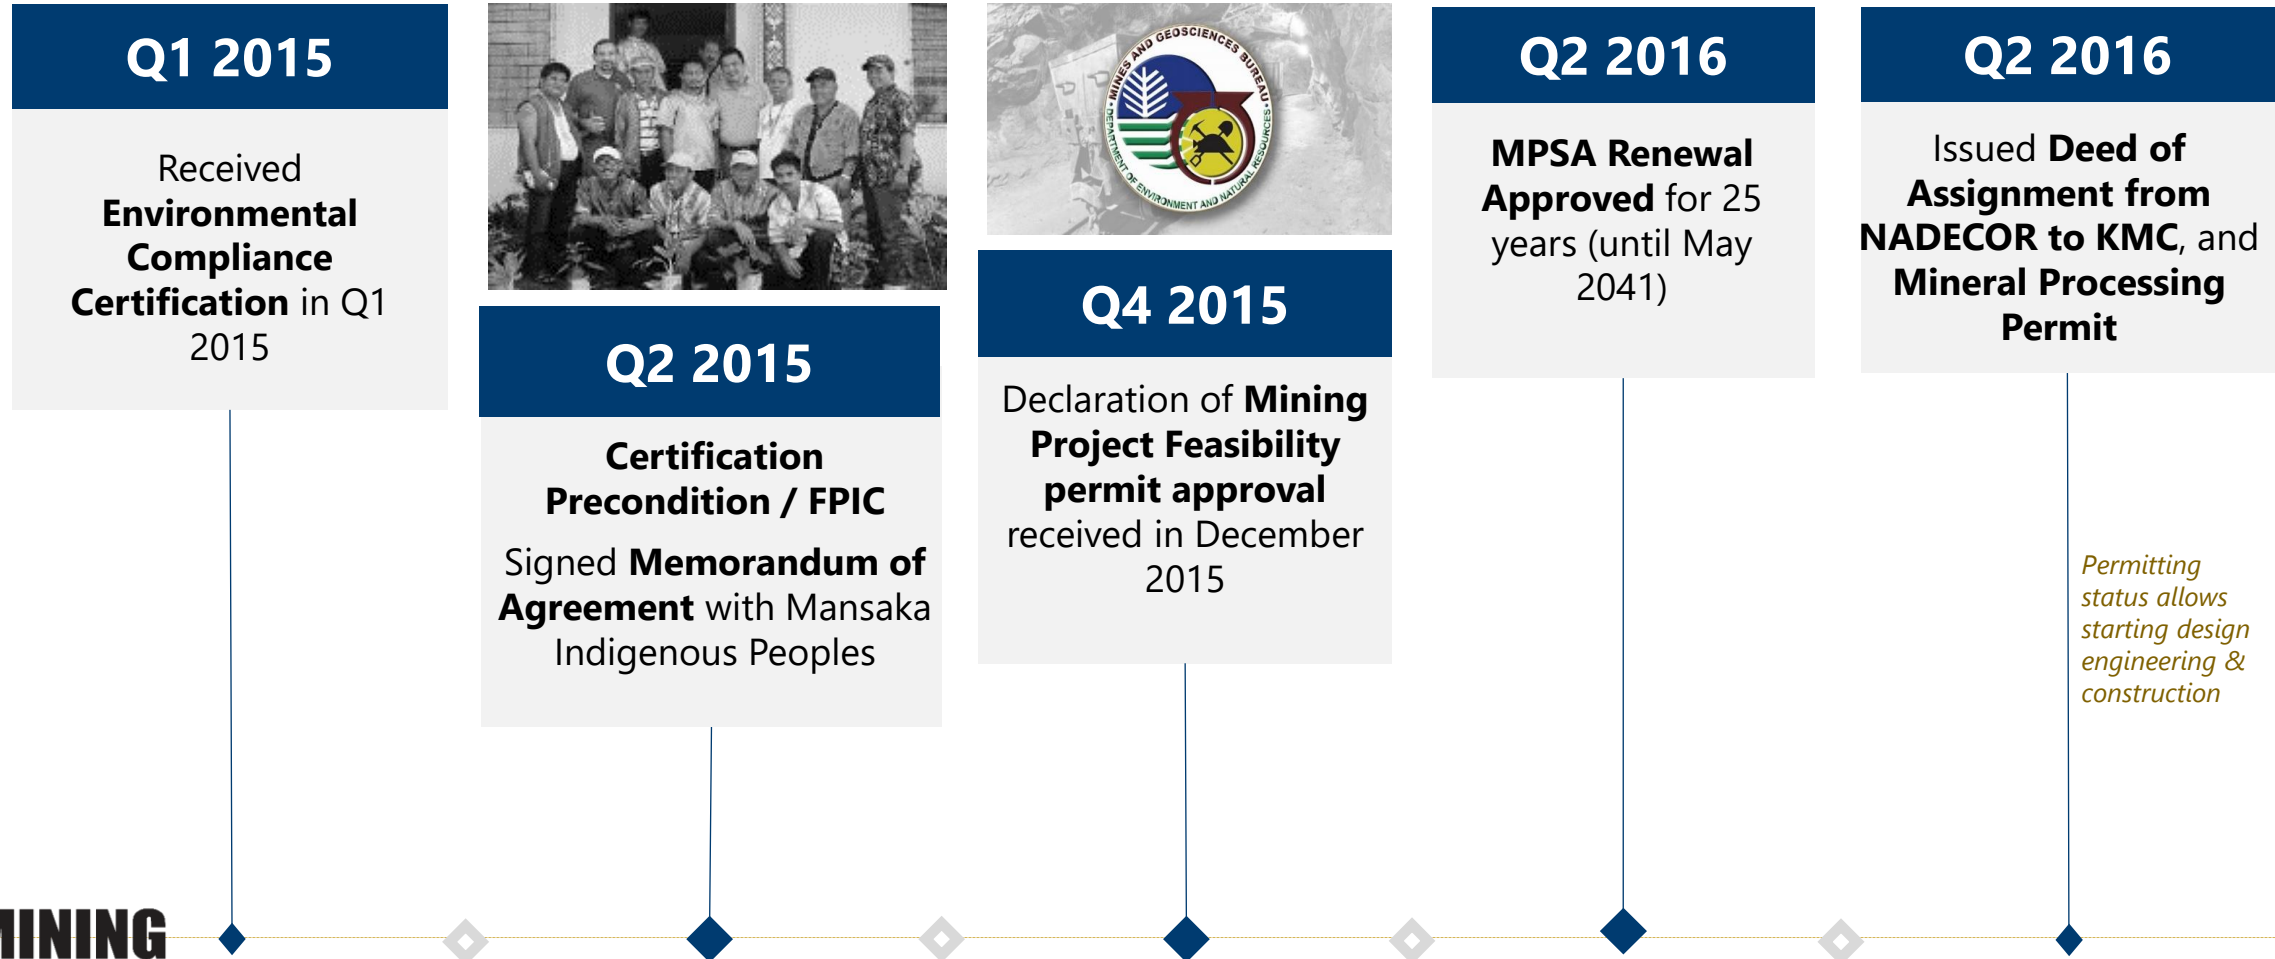 Q1 2015
Received
Environmental
Compliance
Certification in Q1
2015
Q2 2015
Certification
Precondition / FPIC
Signed Memorandum of
Agreement with Mansaka
Indigenous Peoples
MINES AND GEOSCIENCES BUREAU
DEPARTMENT OF ENVIRONMENT AND NATURAL RESOURCES
Q4 2015
Declaration of Mining
Project Feasibility
permit approval
received in December
2015
Q2 2016
MPSA Renewal
Approved for 25
years (until May
2041)
Q2 2016
Issued Deed of
Assignment from
NADECOR to KMC, and
Mineral Processing
Permit
Permitting
status allows
starting design
engineering &
construction
MINING